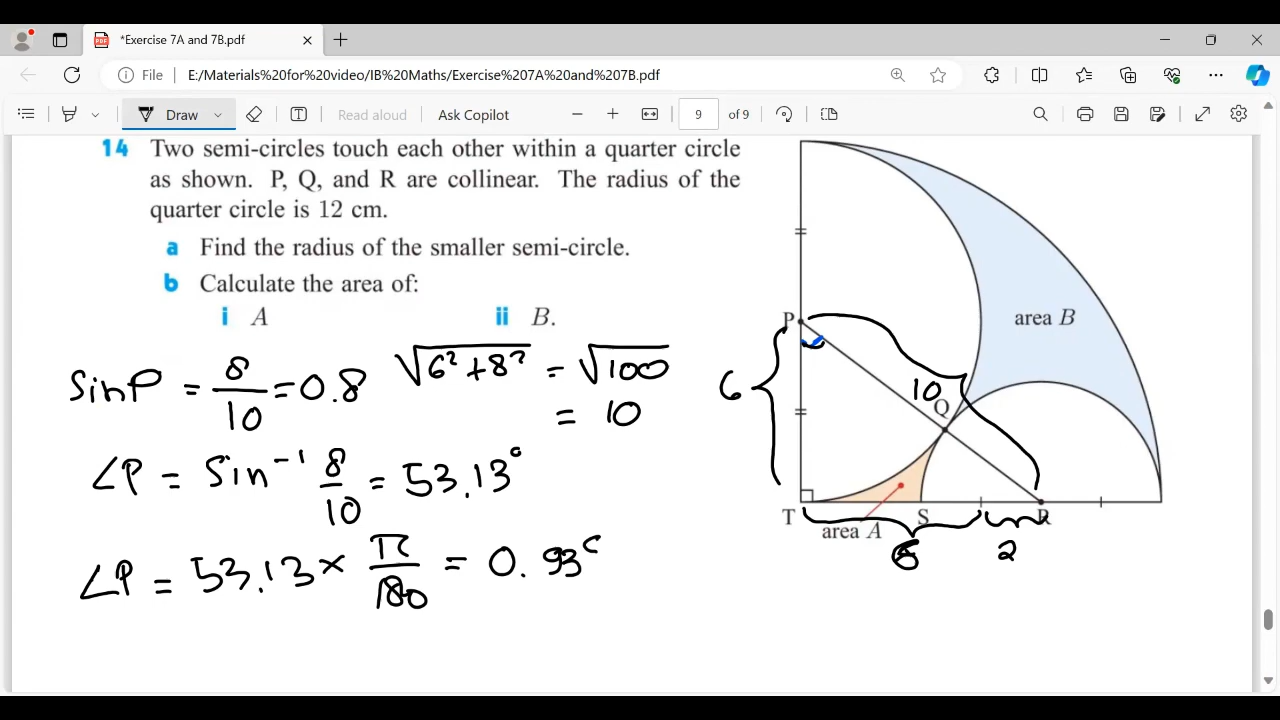 *Exercise 7A and 7B.pdf
File E:/Materials%20for%20video/IB%20Maths/Exercise%207A%20and%207B.pdf
Draw Read aloud Ask Copilot 9 of 9
14 Two semi-circles touch each other within a quarter circle
as shown. P, Q, and R are collinear. The radius of the
quarter circle is 12 cm.
a Find the radius of the smaller semi-circle.
b Calculate the area of:
i A ii B.
Sin P = 8/10 = 0.8
√(6² + 8²) = √100
= 10
∠P = Sin⁻¹ 8/10 = 53.13°
∠P = 53.13 × π/180 = 0.93ᶜ
area B
P
6
10
Q
T
S
R
area A
2